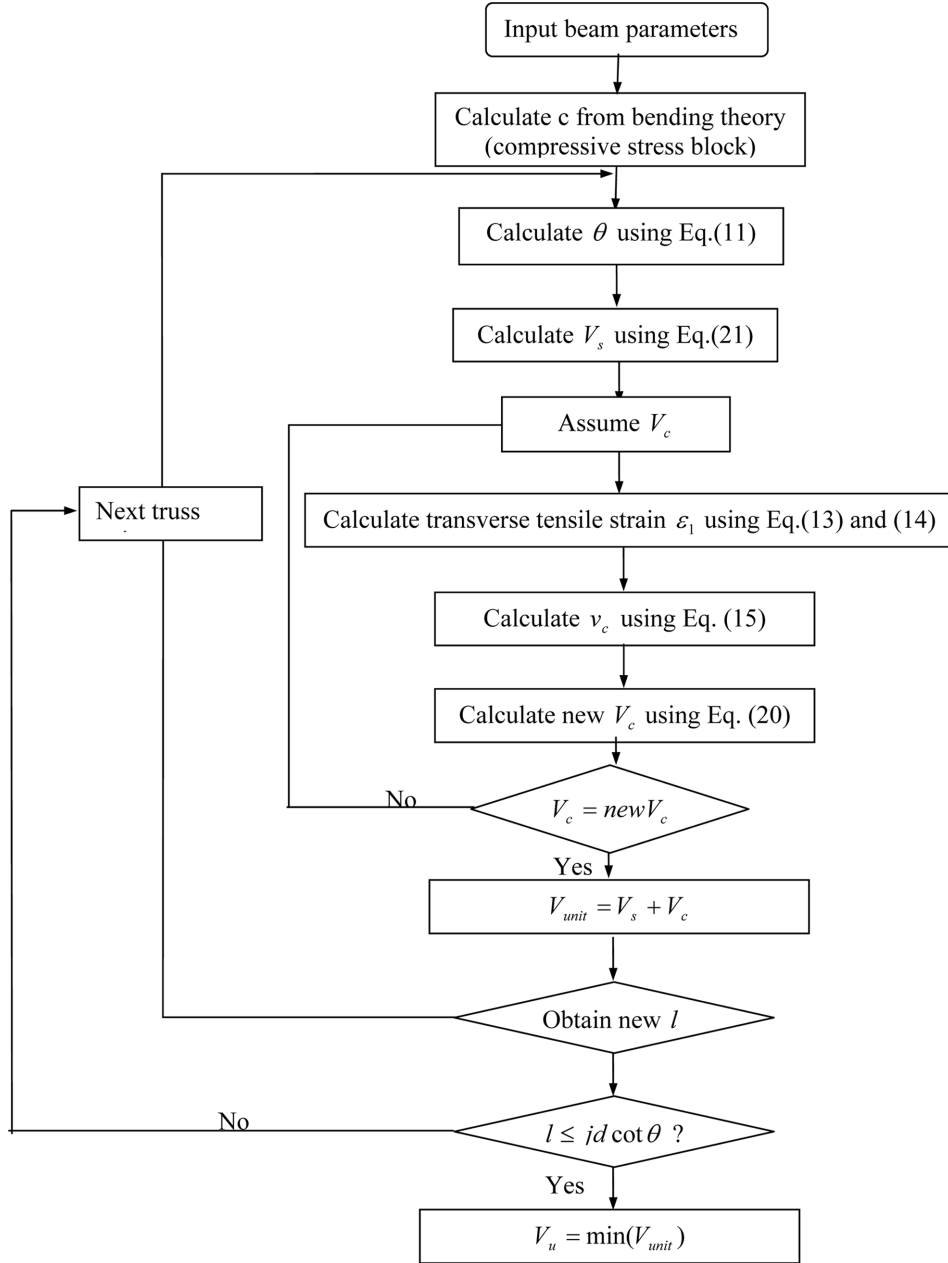 Input beam parameters
Calculate c from bending theory
(compressive stress block)
Calculate θ using Eq.(11)
Calculate V_s using Eq.(21)
Assume V_c
Next truss
Calculate transverse tensile strain ε_1 using Eq.(13) and (14)
Calculate v_c using Eq. (15)
Calculate new V_c using Eq. (20)
No
V_c = newV_c
Yes
V_unit = V_s + V_c
Obtain new l
No
l ≤ jd cot θ ?
Yes
V_u = min(V_unit)